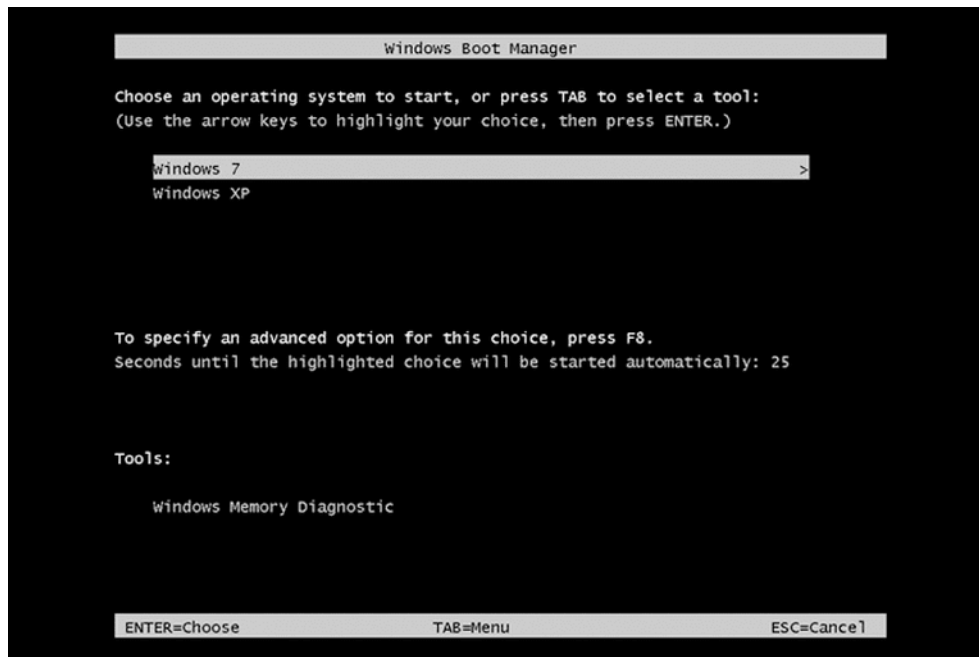 Windows Boot Manager
Choose an operating system to start, or press TAB to select a tool:
(Use the arrow keys to highlight your choice, then press ENTER.)
Windows 7 >
Windows XP
To specify an advanced option for this choice, press F8.
Seconds until the highlighted choice will be started automatically: 25
Tools:
Windows Memory Diagnostic
ENTER=Choose TAB=Menu ESC=Cancel